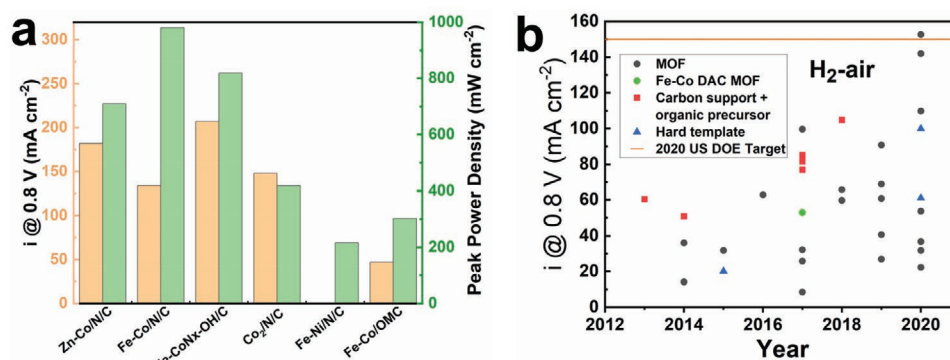 a
i @ 0.8 V (mA cm⁻²)
300
250
200
150
100
50
0
1000
800
600
400
200
0
Peak Power Density (mW cm⁻²)
Zn-Co/N/C
Fe-Co/N/C
-CoNx-OH/C
Co₂/N/C
Fe-Ni/N/C
Fe-Co/OMC
b
i @ 0.8 V (mA cm⁻²)
160
140
120
100
80
60
40
20
0
H₂-air
MOF
Fe-Co DAC MOF
Carbon support +
organic precursor
Hard template
2020 US DOE Target
2012 2014 2016 2018 2020
Year